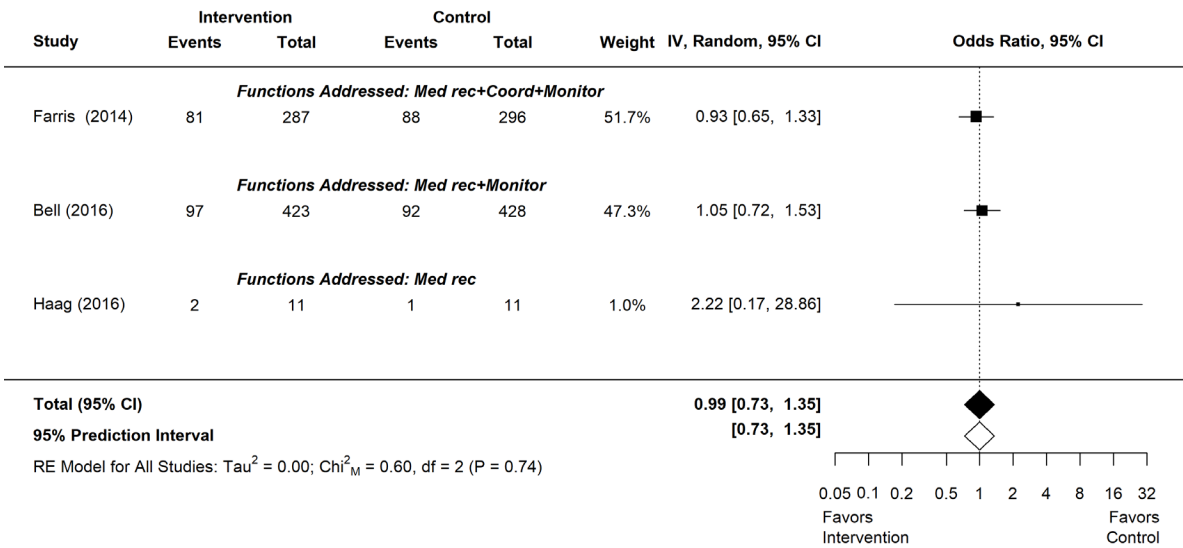 Intervention Control
Study Events Total Events Total Weight IV, Random, 95% CI Odds Ratio, 95% CI
Functions Addressed: Med rec+Coord+Monitor
Farris (2014) 81 287 88 296 51.7% 0.93 [0.65, 1.33]
Functions Addressed: Med rec+Monitor
Bell (2016) 97 423 92 428 47.3% 1.05 [0.72, 1.53]
Functions Addressed: Med rec
Haag (2016) 2 11 1 11 1.0% 2.22 [0.17, 28.86]
Total (95% CI) 0.99 [0.73, 1.35]
95% Prediction Interval [0.73, 1.35]
RE Model for All Studies: Tau² = 0.00; Chi²M = 0.60, df = 2 (P = 0.74)
0.05 0.1 0.2 0.5 1 2 4 8 16 32
Favors Favors
Intervention Control